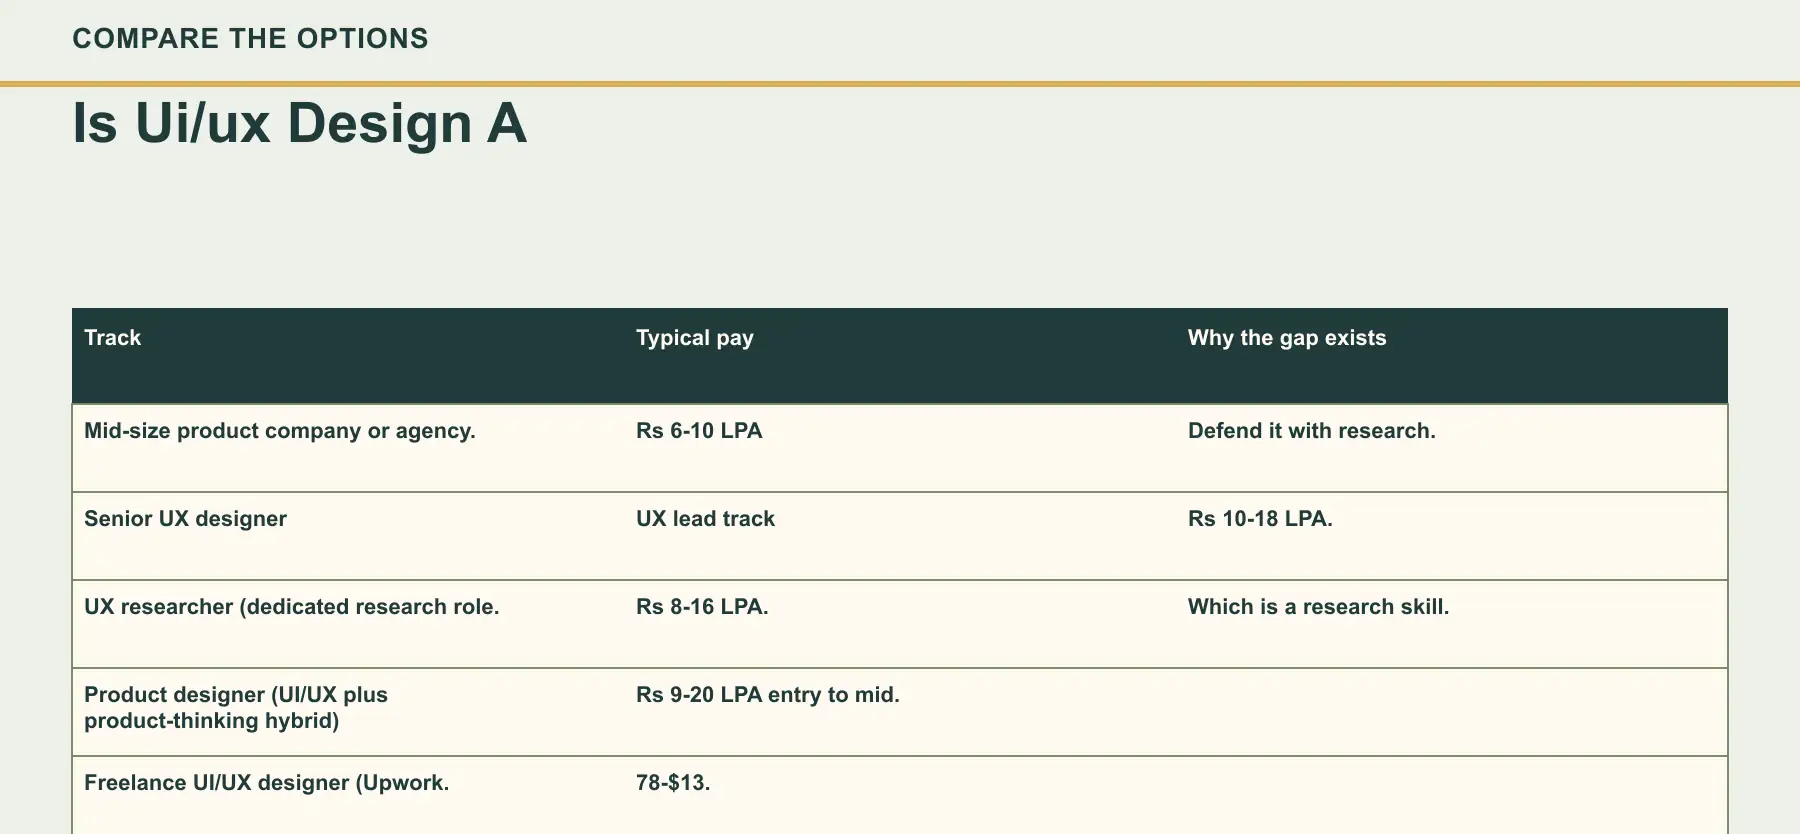 COMPARE THE OPTIONS
Is Ui/ux Design A
Track Typical pay Why the gap exists
Mid-size product company or agency. Rs 6-10 LPA Defend it with research.
Senior UX designer UX lead track Rs 10-18 LPA.
UX researcher (dedicated research role. Rs 8-16 LPA. Which is a research skill.
Product designer (UI/UX plus Rs 9-20 LPA entry to mid.
product-thinking hybrid)
Freelance UI/UX designer (Upwork. 78-$13.